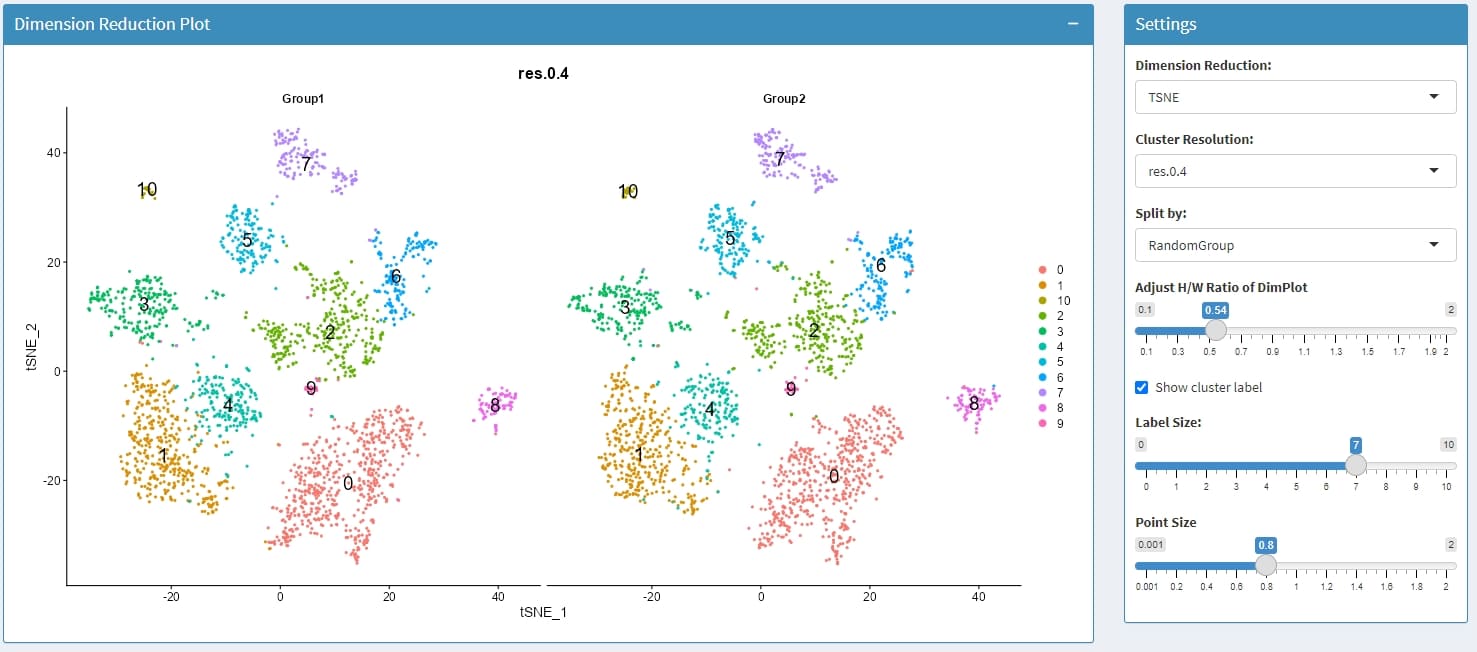 Dimension Reduction Plot
−
res.0.4
Group1
Group2
tSNE_2
40
20
0
-20
7
10
5
6
3
2
9
8
4
1
0
7
10
5
6
3
2
9
8
4
1
0
-20
0
20
40
-20
0
20
40
tSNE_1
0
1
10
2
3
4
5
6
7
8
9
Settings
Dimension Reduction:
TSNE
Cluster Resolution:
res.0.4
Split by:
RandomGroup
Adjust H/W Ratio of DimPlot
0.1 0.54 2
0.1 0.3 0.5 0.7 0.9 1.1 1.3 1.5 1.7 1.9 2
Show cluster label
Label Size:
0 7 10
0 1 2 3 4 5 6 7 8 9 10
Point Size
0.001 0.8 2
0.001 0.2 0.4 0.6 0.8 1 1.2 1.4 1.6 1.8 2